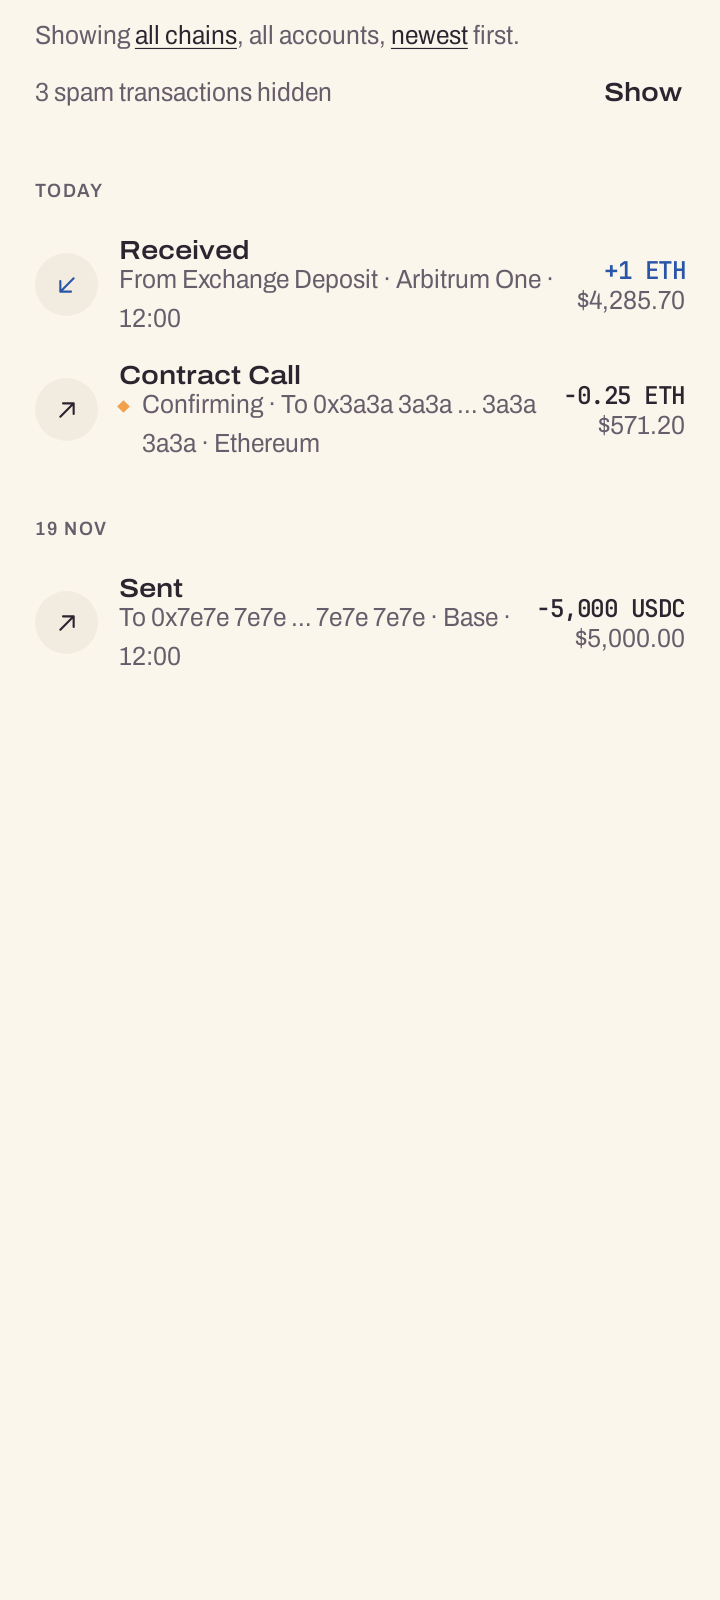 Showing all chains, all accounts, newest first.
3 spam transactions hidden
Show
TODAY
Received
From Exchange Deposit · Arbitrum One ·
12:00
+1 ETH
$4,285.70
Contract Call
Confirming · To 0x3a3a 3a3a ... 3a3a
3a3a · Ethereum
-0.25 ETH
$571.20
19 NOV
Sent
To 0x7e7e 7e7e ... 7e7e 7e7e · Base ·
12:00
-5,000 USDC
$5,000.00